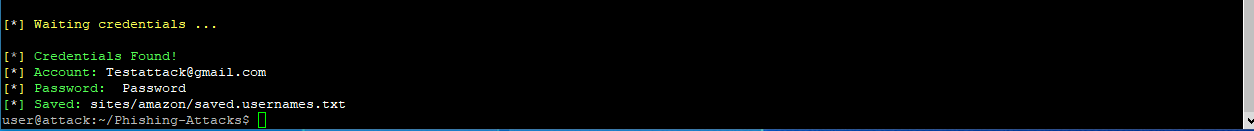 [*] Waiting credentials ...
[*] Credentials Found!
[*] Account: Testattack@gmail.com
[*] Password:  Password
[*] Saved: sites/amazon/saved.usernames.txt
user@attack:~/Phishing-Attacks$